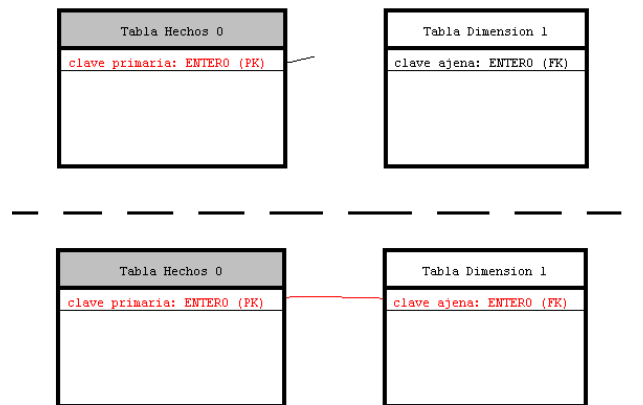 Tabla Hechos 0
Tabla Dimension 1
clave primaria: ENTERO (PK)
clave ajena: ENTERO (FK)
Tabla Hechos 0
Tabla Dimension 1
clave primaria: ENTERO (PK)
clave ajena: ENTERO (FK)